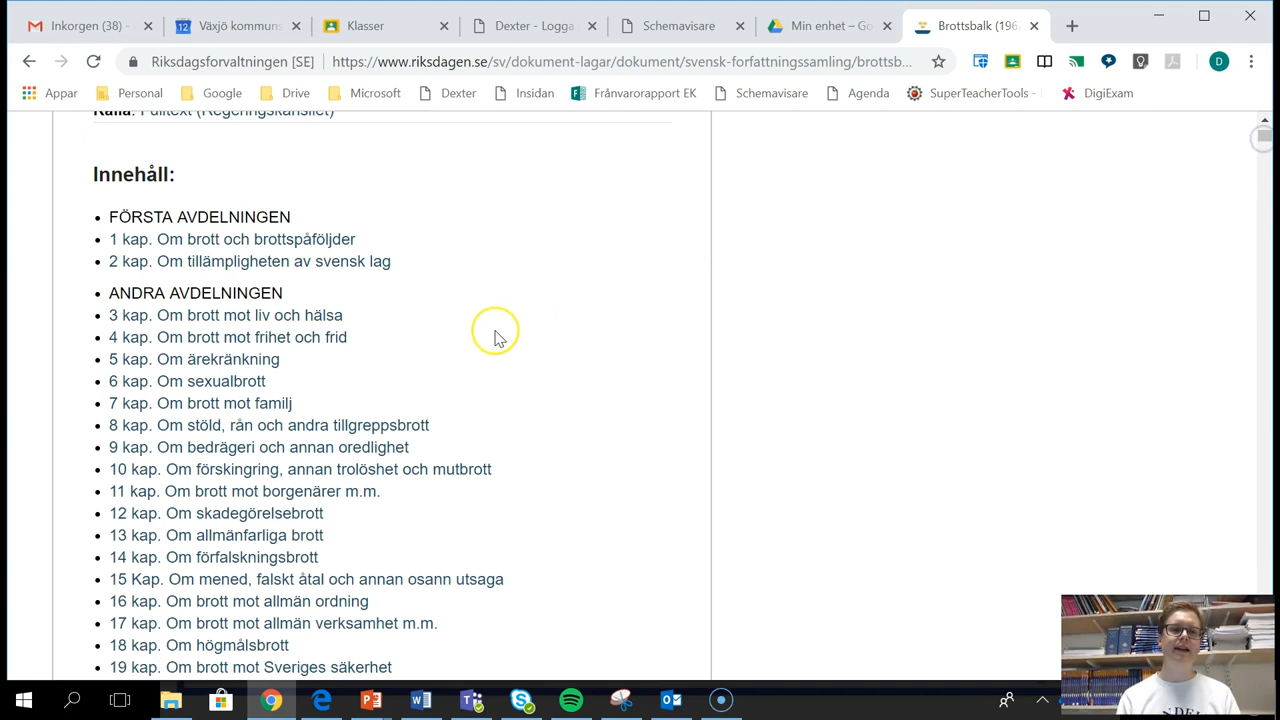 Inkorgen (38) -
12 Växjö kommuns
Klasser
Dexter - Logga
Schemavisare
Min enhet – Go
Brottsbalk (196
Riksdagsforvaltningen [SE]
https://www.riksdagen.se/sv/dokument-lagar/dokument/svensk-forfattningssamling/brottsb...
D
Appar
Personal
Google
Drive
Microsoft
Dexter
Insidan
Frånvarorapport EK
Schemavisare
Agenda
SuperTeacherTools -
DigiExam
Källa: Fulltext (Regeringskansliet)
Innehåll:
FÖRSTA AVDELNINGEN
1 kap. Om brott och brottspåföljder
2 kap. Om tillämpligheten av svensk lag
ANDRA AVDELNINGEN
3 kap. Om brott mot liv och hälsa
4 kap. Om brott mot frihet och frid
5 kap. Om ärekränkning
6 kap. Om sexualbrott
7 kap. Om brott mot familj
8 kap. Om stöld, rån och andra tillgreppsbrott
9 kap. Om bedrägeri och annan oredlighet
10 kap. Om förskingring, annan trolöshet och mutbrott
11 kap. Om brott mot borgenärer m.m.
12 kap. Om skadegörelsebrott
13 kap. Om allmänfarliga brott
14 kap. Om förfalskningsbrott
15 Kap. Om mened, falskt åtal och annan osann utsaga
16 kap. Om brott mot allmän ordning
17 kap. Om brott mot allmän verksamhet m.m.
18 kap. Om högmålsbrott
19 kap. Om brott mot Sveriges säkerhet